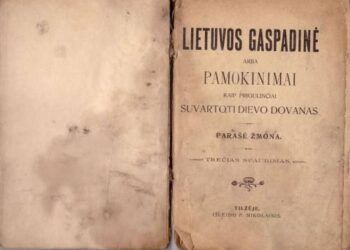 LIETUVOS GASPADINĖ
ARBA
PAMOKINIMAI
KAIP PRIGULINČIAI
SUVARTOTI DIEVO DOVANAS
PARAŠĖ ŽMONA.
TREČIAS SPAUDIMAS.
TILŽĖJE,